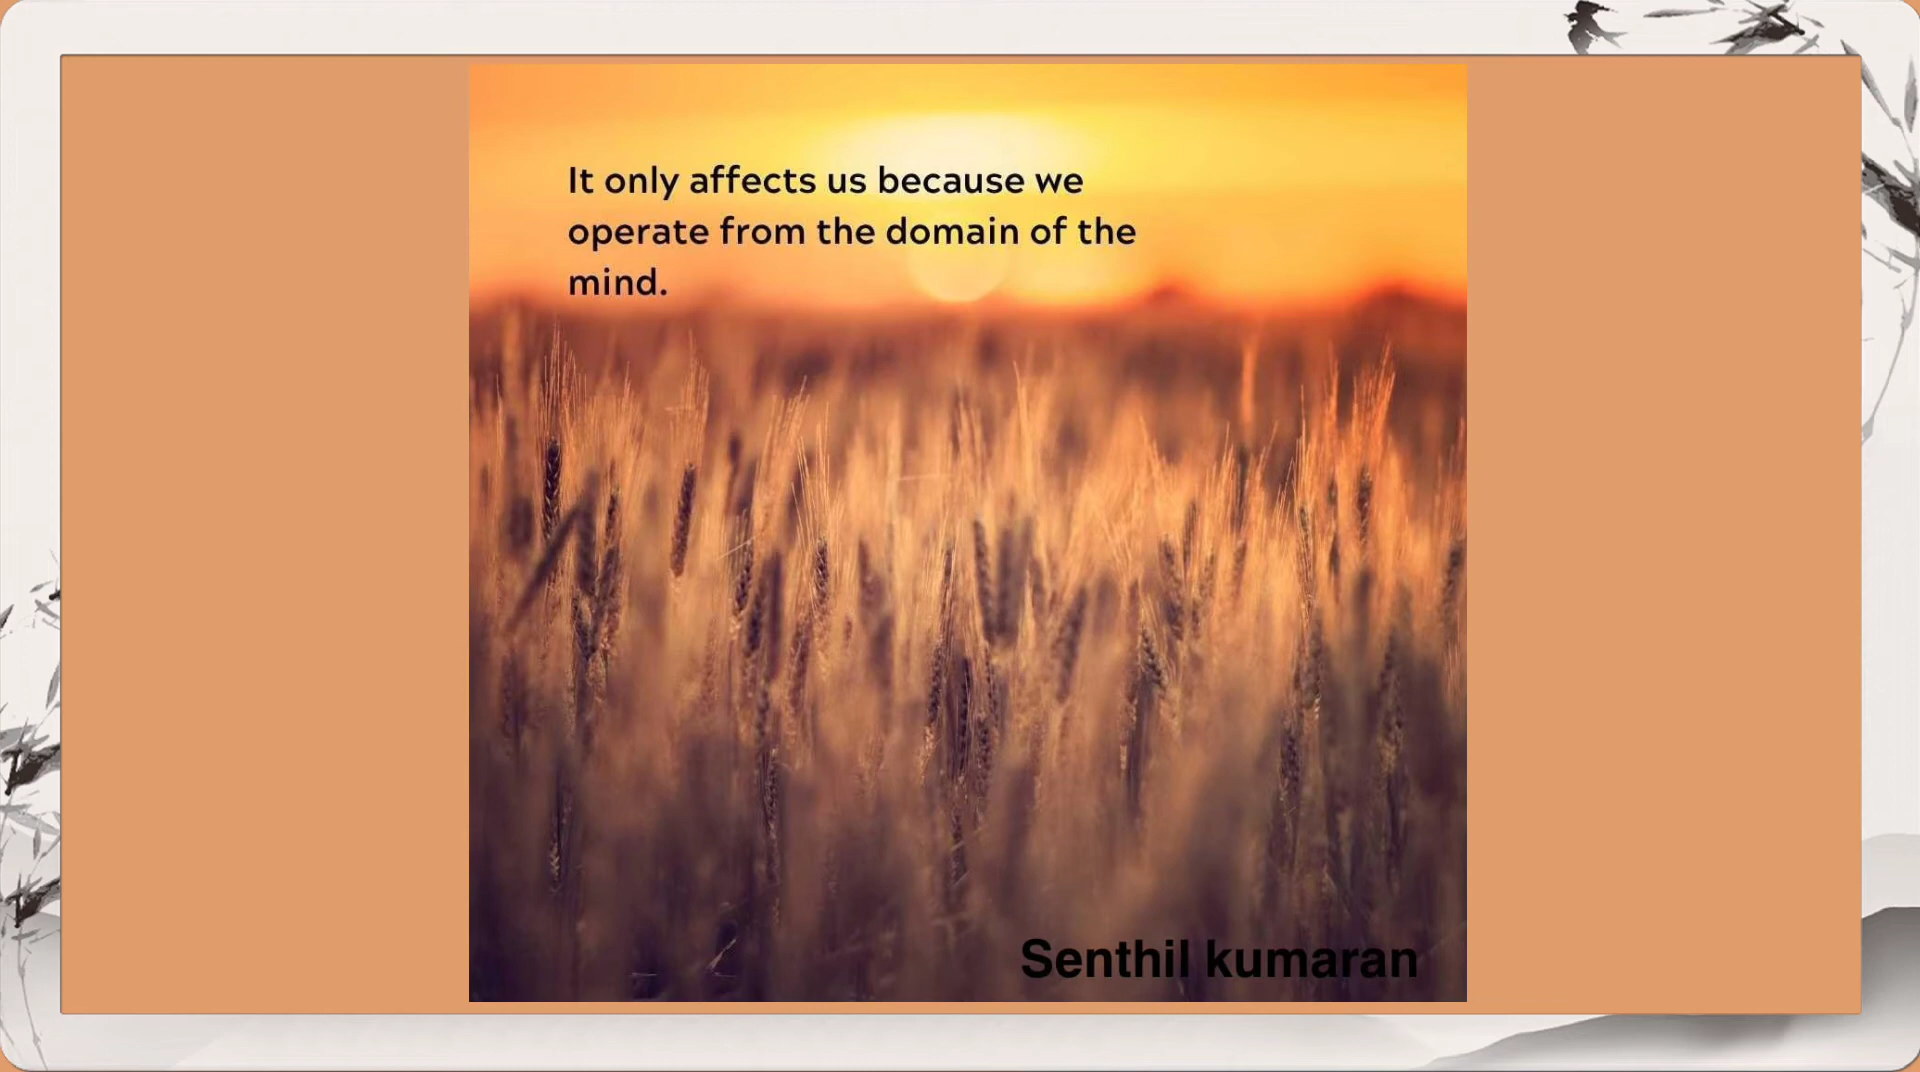 It only affects us because we
operate from the domain of the
mind.
Senthil kumaran